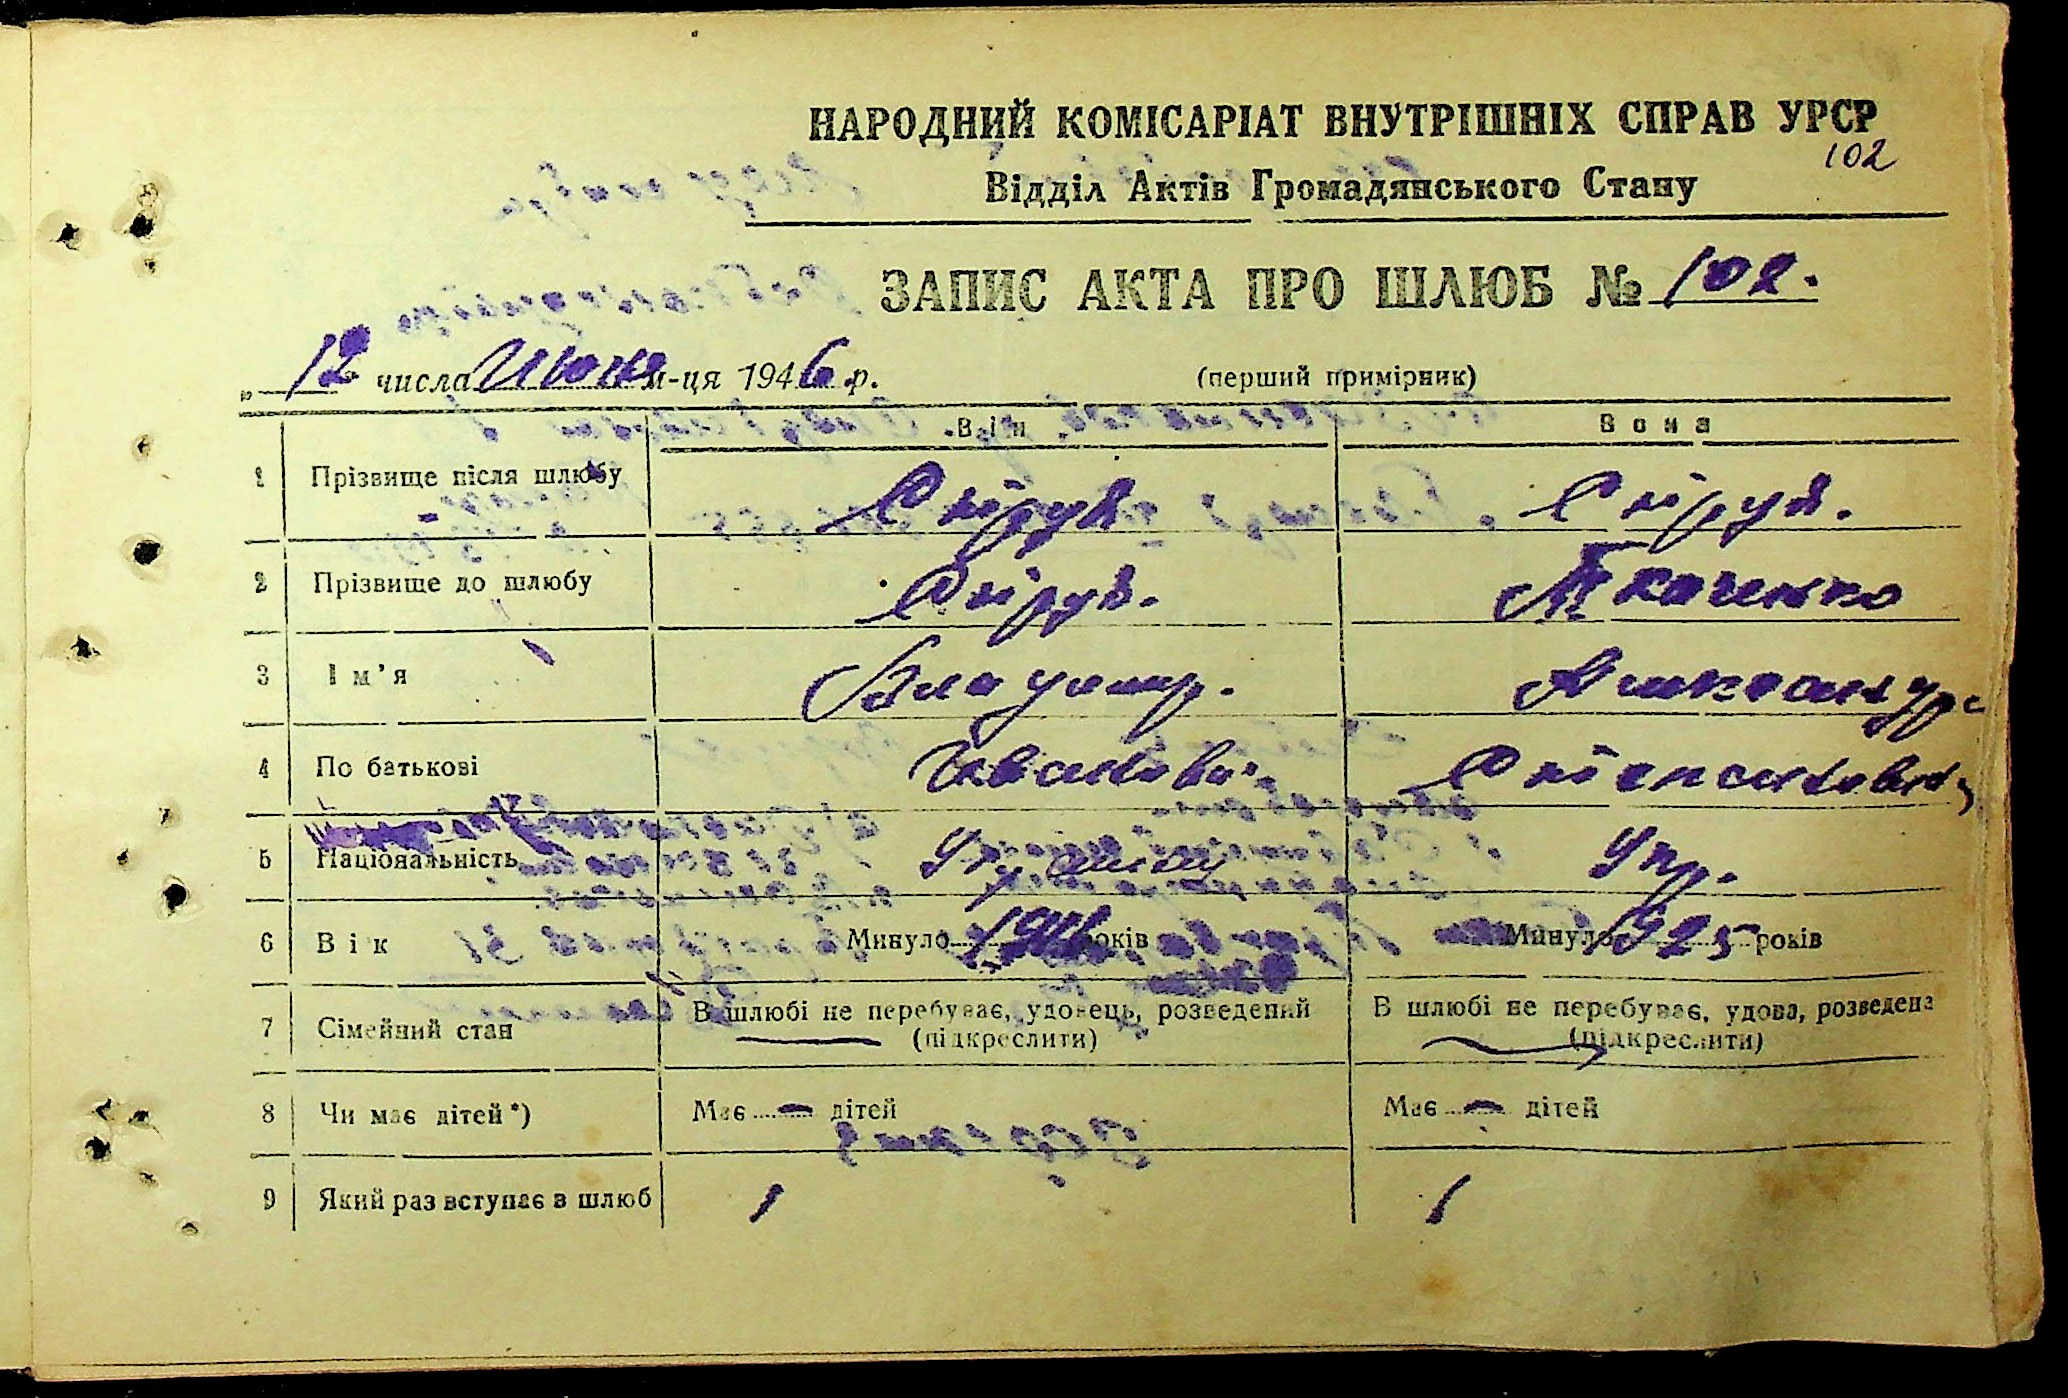 НАРОДНИЙ КОМІСАРІАТ ВНУТРІШНІХ СПРАВ УРСР
102
Відділ Актів Громадянського Стану
ЗАПИС АКТА ПРО ШЛЮБ № 102.
„ 12 " числа Июня м-ця 1946 р. (перший примірник)
Він Вона
1 Прізвище після шлюбу
2 Прізвище до шлюбу Ткаченко
3 Ім’я Владимир. Александра
4 По батькові Иванович Степановна
5 Національність Укр.
6 Вік Минуло років Минуло 1925 років
7 Сімейний стан В шлюбі не перебуває, удовець, розведений (підкреслити) В шлюбі не перебуває, удова, розведена (підкреслити)
8 Чи має дітей*) Має — дітей Має — дітей
9 Який раз вступає в шлюб 1 1